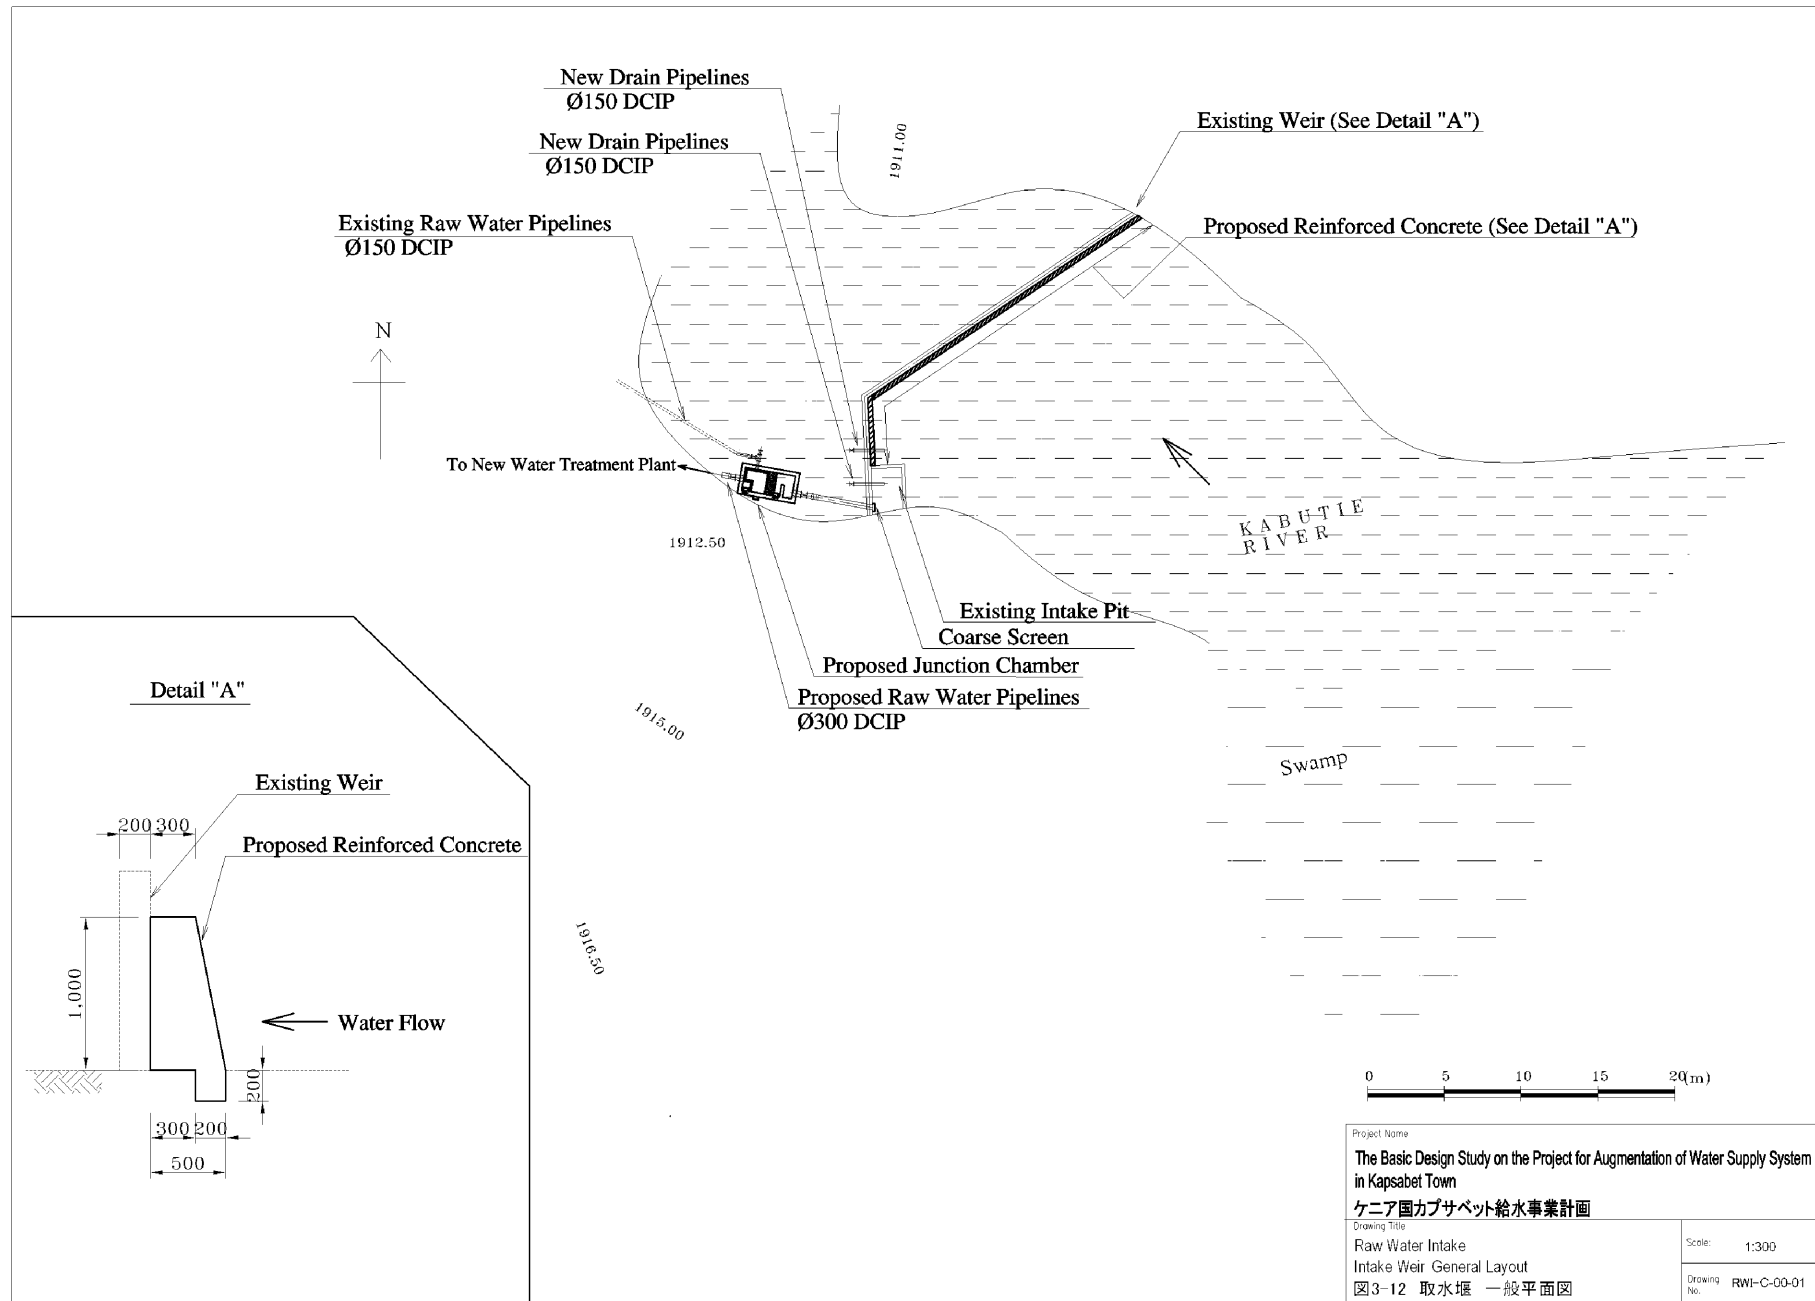 New Drain Pipelines
Ø150 DCIP
New Drain Pipelines
Ø150 DCIP
Existing Raw Water Pipelines
Ø150 DCIP
1911.00
Existing Weir (See Detail "A")
Proposed Reinforced Concrete (See Detail "A")
N
To New Water Treatment Plant
1912.50
KABUTIE
RIVER
Existing Intake Pit
Coarse Screen
Proposed Junction Chamber
Proposed Raw Water Pipelines
Ø300 DCIP
1915.00
Swamp
1916.50
Detail "A"
Existing Weir
200 300
Proposed Reinforced Concrete
1,000
Water Flow
200
300 200
500
0 5 10 15 20(m)
Project Name
The Basic Design Study on the Project for Augmentation of Water Supply System
in Kapsabet Town
ケニア国カプサベット給水事業計画
Drawing Title
Raw Water Intake
Intake Weir General Layout
図3-12 取水堰 一般平面図
Scale: 1:300
Drawing No. RWI-C-00-01